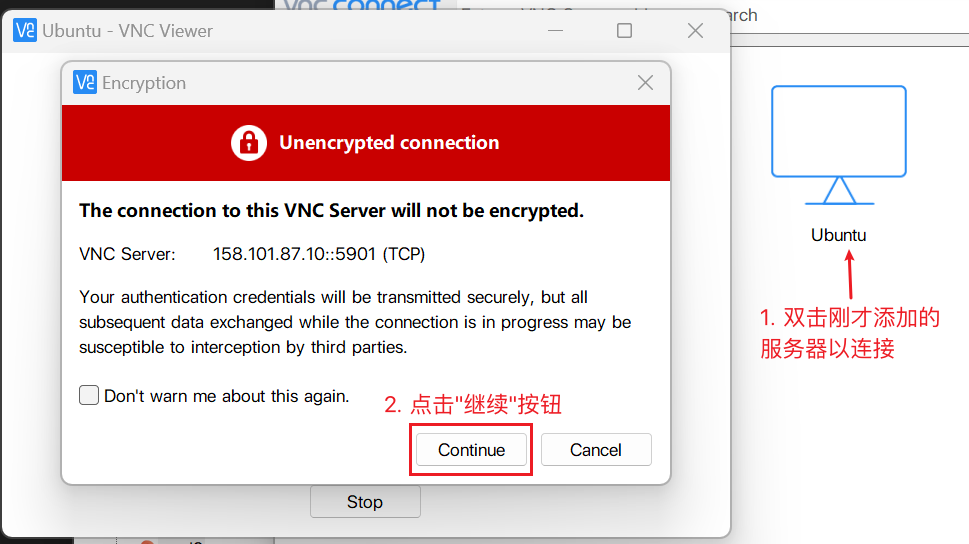 vnc connect
arch
Ubuntu - VNC Viewer
Encryption
Unencrypted connection
The connection to this VNC Server will not be encrypted.
VNC Server: 158.101.87.10::5901 (TCP)
Your authentication credentials will be transmitted securely, but all
subsequent data exchanged while the connection is in progress may be
susceptible to interception by third parties.
Don't warn me about this again.
2. 点击"继续"按钮
Continue
Cancel
Stop
Ubuntu
1. 双击刚才添加的
服务器以连接